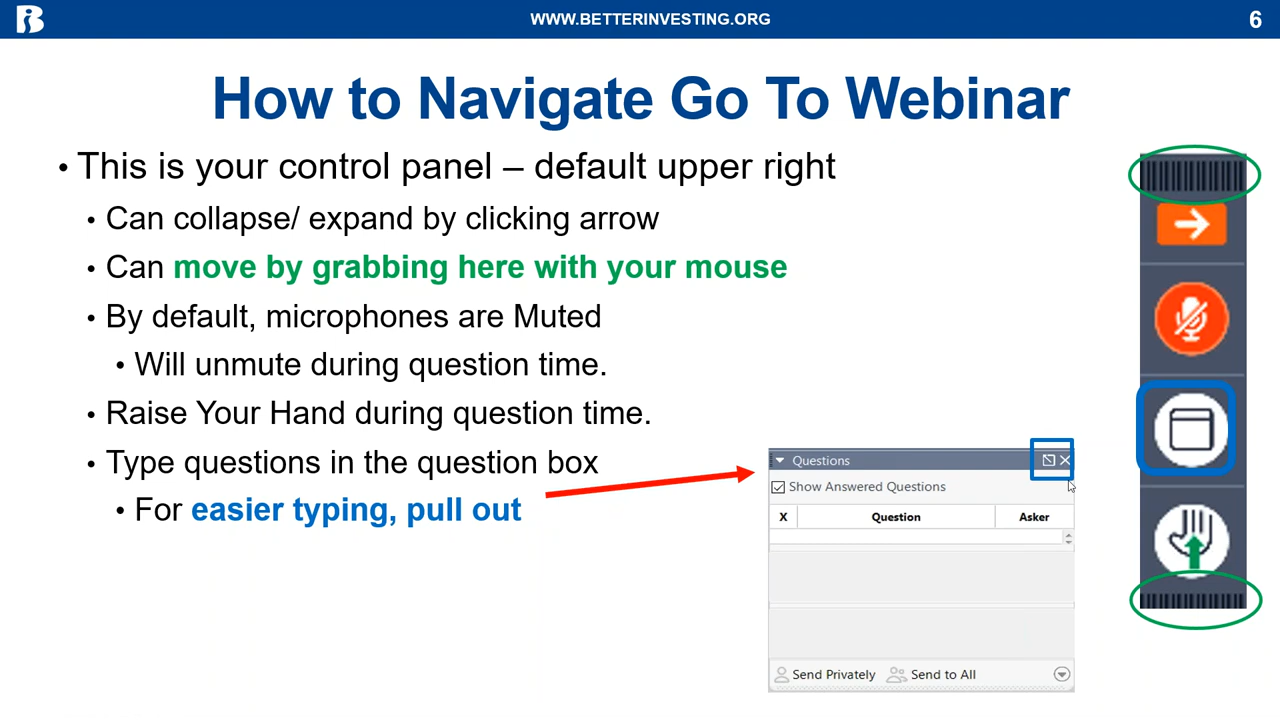 WWW.BETTERINVESTING.ORG
6
How to Navigate Go To Webinar
• This is your control panel – default upper right
• Can collapse/ expand by clicking arrow
• Can move by grabbing here with your mouse
• By default, microphones are Muted
• Will unmute during question time.
• Raise Your Hand during question time.
• Type questions in the question box
• For easier typing, pull out
Questions
Show Answered Questions
X Question Asker
Send Privately Send to All